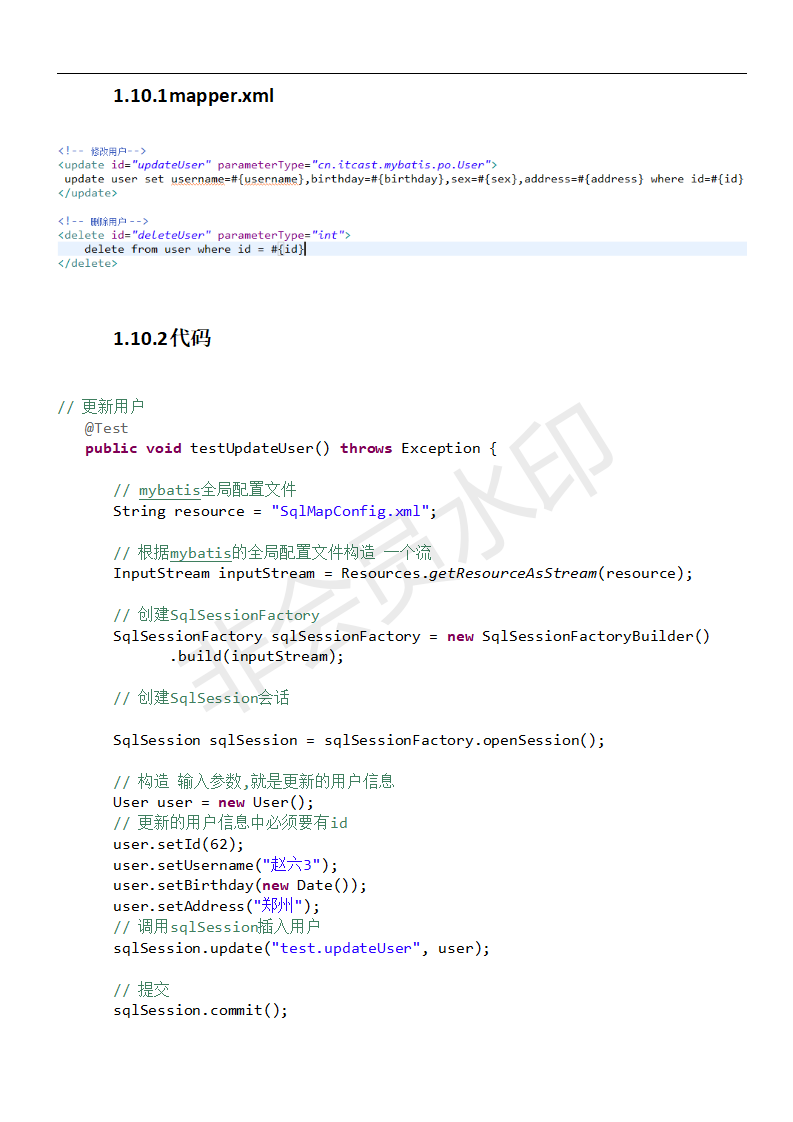 1.10.1 mapper.xml
<!-- 修改用户-->
<update id="updateUser" parameterType="cn.itcast.mybatis.po.User">
update user set username=#{username},birthday=#{birthday},sex=#{sex},address=#{address} where id=#{id}
</update>
<!-- 删除用户 -->
<delete id="deleteUser" parameterType="int">
delete from user where id = #{id}
</delete>
1.10.2 代码
// 更新用户
@Test
public void testUpdateUser() throws Exception {
// mybatis全局配置文件
String resource = "SqlMapConfig.xml";
// 根据mybatis的全局配置文件构造 一个流
InputStream inputStream = Resources.getResourceAsStream(resource);
// 创建SqlSessionFactory
SqlSessionFactory sqlSessionFactory = new SqlSessionFactoryBuilder()
.build(inputStream);
// 创建SqlSession会话
SqlSession sqlSession = sqlSessionFactory.openSession();
// 构造 输入参数,就是更新的用户信息
User user = new User();
// 更新的用户信息中必须要有id
user.setId(62);
user.setUsername("赵六3");
user.setBirthday(new Date());
user.setAddress("郑州");
// 调用sqlSession插入用户
sqlSession.update("test.updateUser", user);
// 提交
sqlSession.commit();
非会员水印